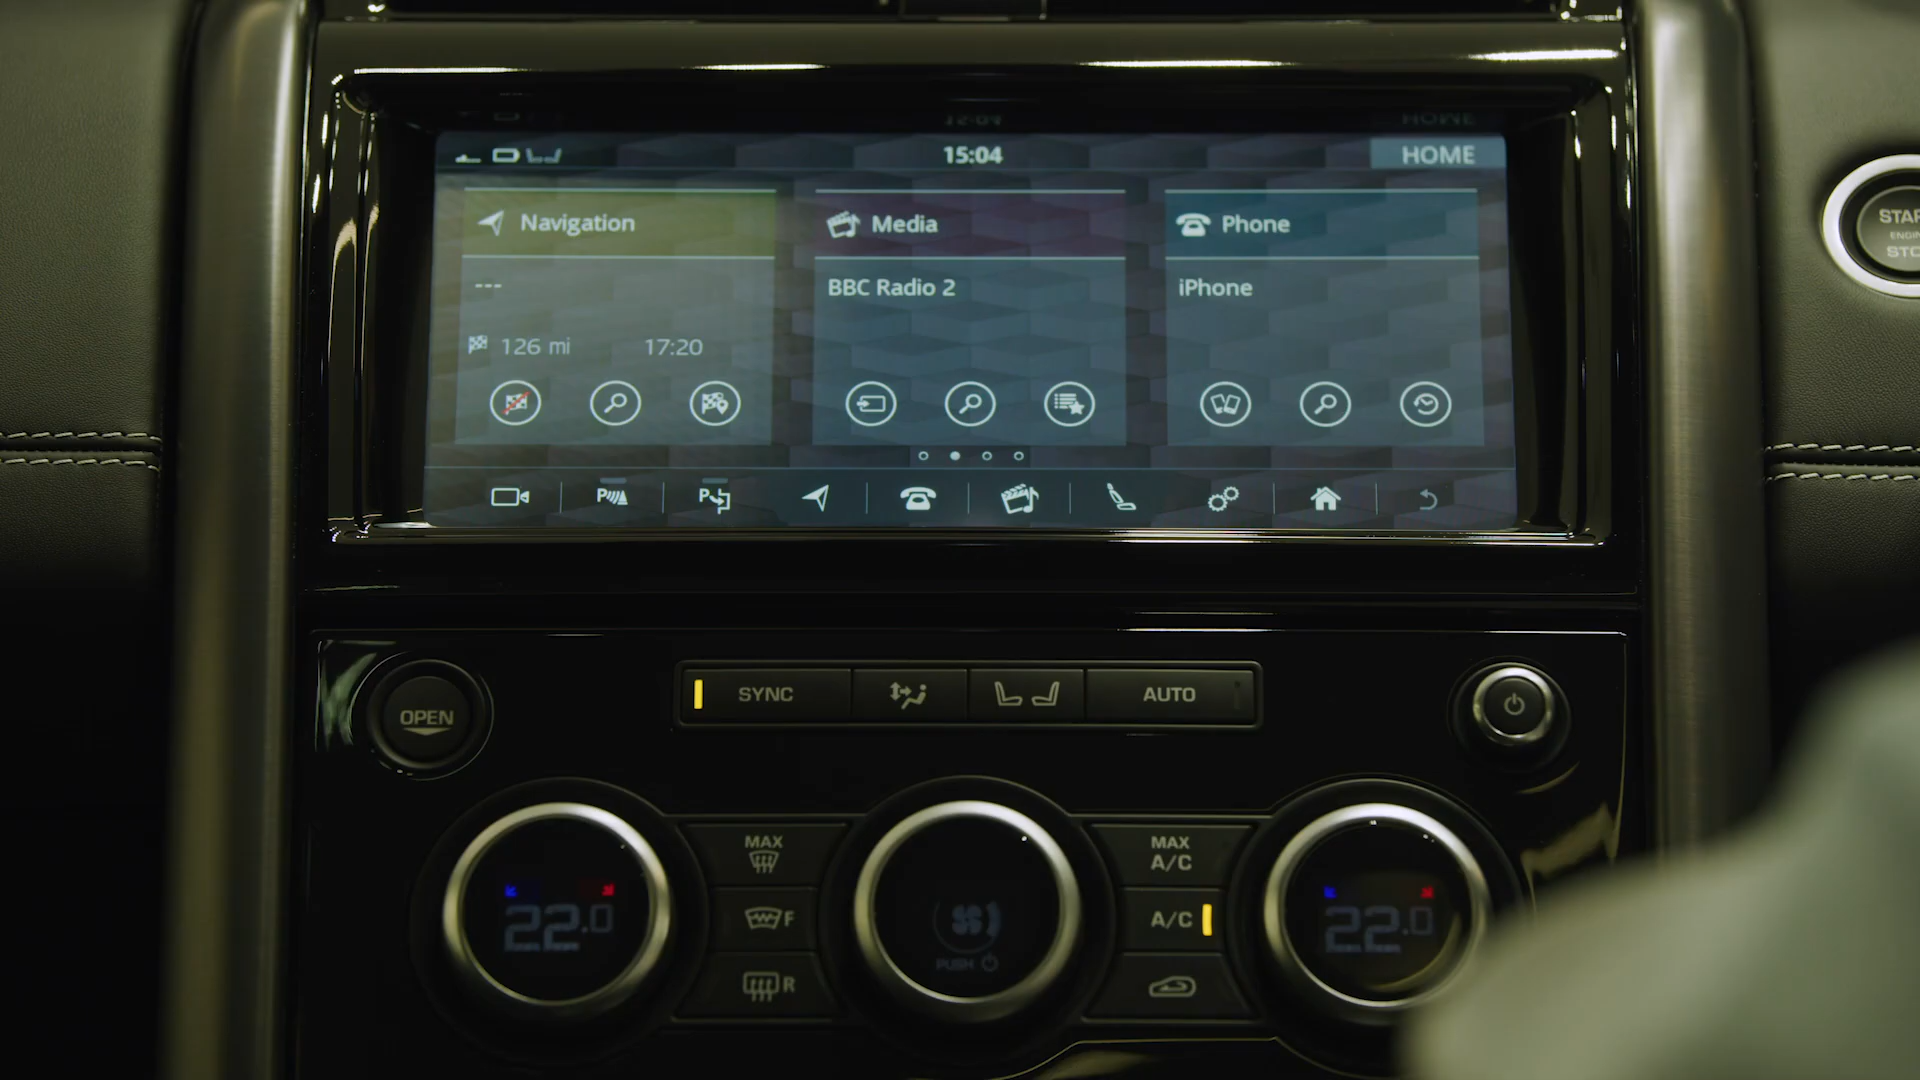 15:04
HOME
Navigation
Media
Phone
---
BBC Radio 2
iPhone
126 mi 17:20
P
P
OPEN
SYNC
AUTO
MAX
F
R
22.0
PUSH
MAX
A/C
A/C
22.0